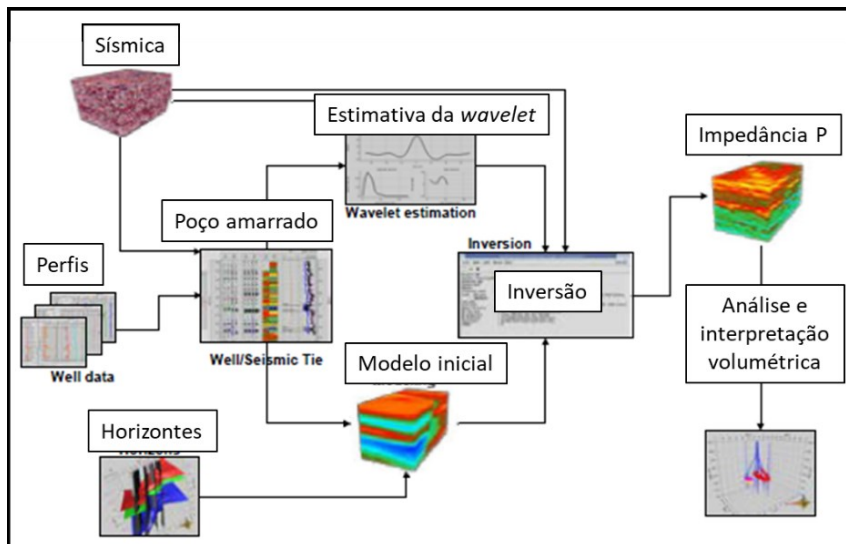 Sísmica
Estimativa da wavelet
Impedância P
Wavelet estimation
Poço amarrado
Perfis
Inversion
Inversão
Análise e
interpretação
volumétrica
Well/Seismic Tie
Well data
Modelo inicial
Horizontes